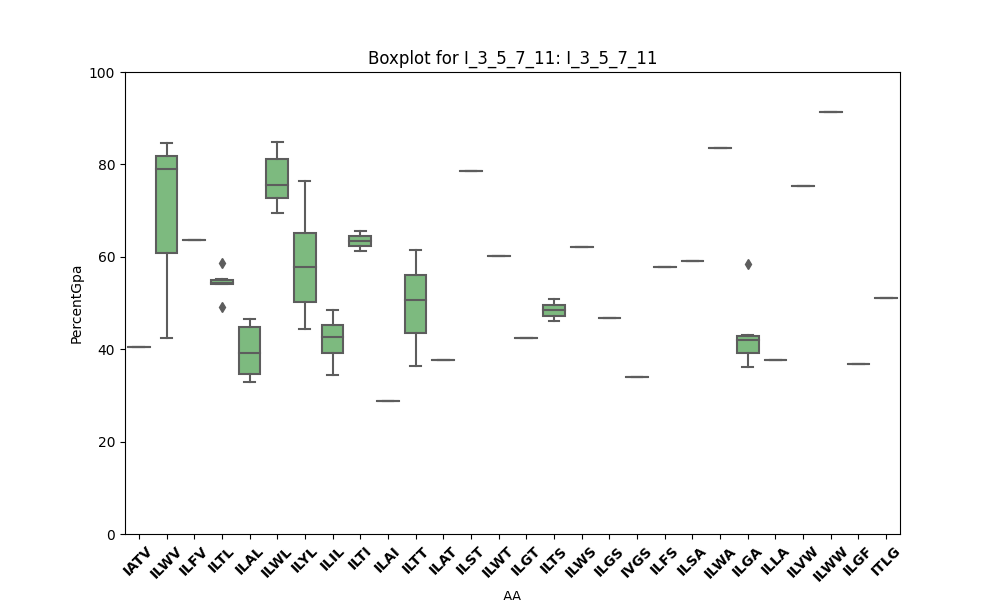 Boxplot for I_3_5_7_11: I_3_5_7_11
PercentGpa
100
80
60
40
20
0
IATV ILWV ILFV ILTL ILAL ILWL ILYL ILIL ILTI ILAI ILTT ILAT ILST ILWT ILGT ILTS ILWS ILGS IVGS ILFS ILSA ILWA ILGA ILLA ILVW ILWW ILGF ITLG
AA